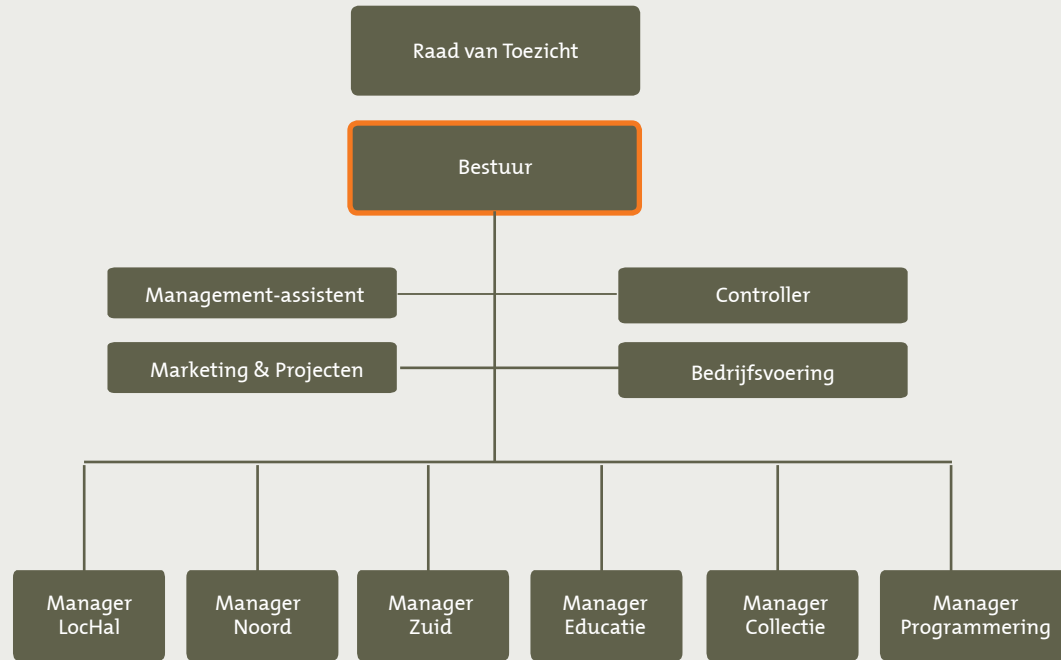 Raad van Toezicht
Bestuur
Management-assistent
Controller
Marketing & Projecten
Bedrijfsvoering
Manager
LocHal
Manager
Noord
Manager
Zuid
Manager
Educatie
Manager
Collectie
Manager
Programmering